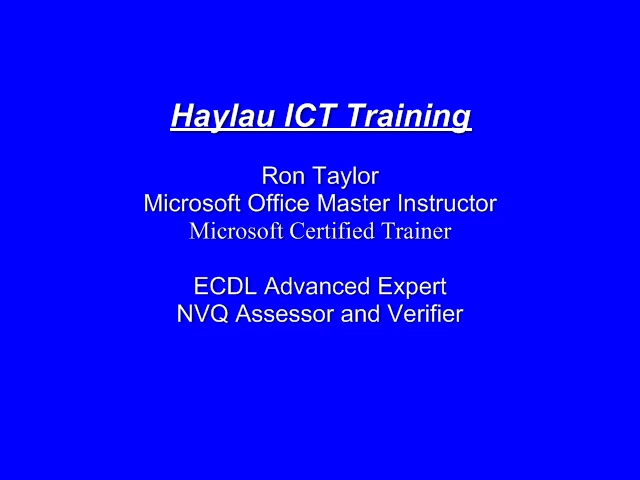 Haylau ICT Training
Ron Taylor
Microsoft Office Master Instructor
Microsoft Certified Trainer
ECDL Advanced Expert
NVQ Assessor and Verifier